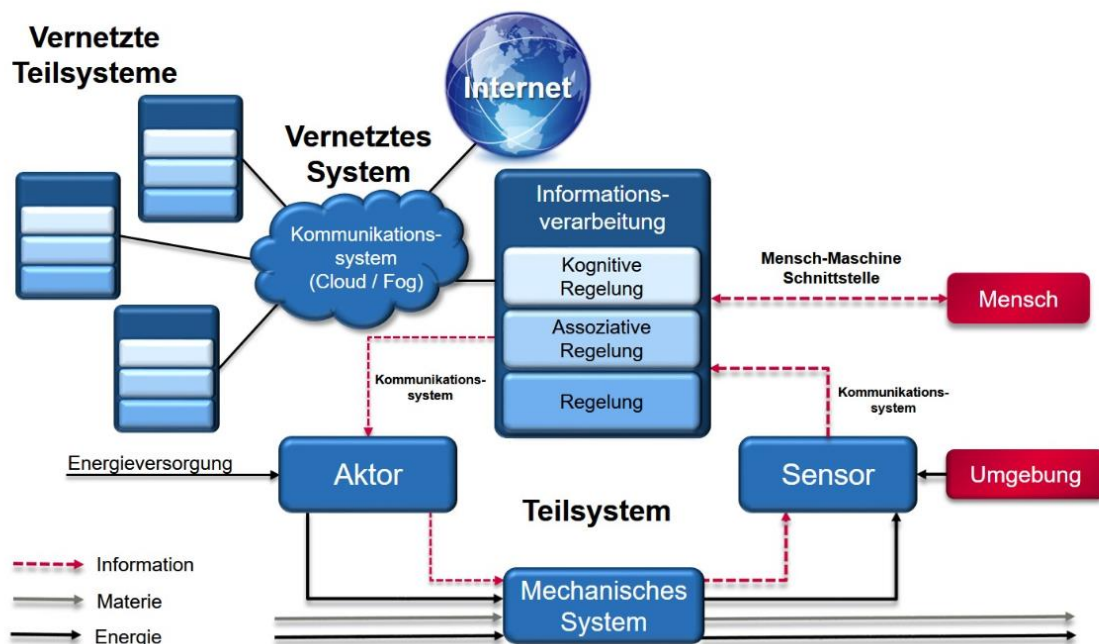 Vernetzte
Teilsysteme
Internet
Vernetztes
System
Kommunikations-
system
(Cloud / Fog)
Informations-
verarbeitung
Kognitive
Regelung
Assoziative
Regelung
Regelung
Mensch-Maschine
Schnittstelle
Mensch
Kommunikations-
system
Kommunikations-
system
Energieversorgung
Aktor
Sensor
Umgebung
Teilsystem
Mechanisches
System
Information
Materie
Energie